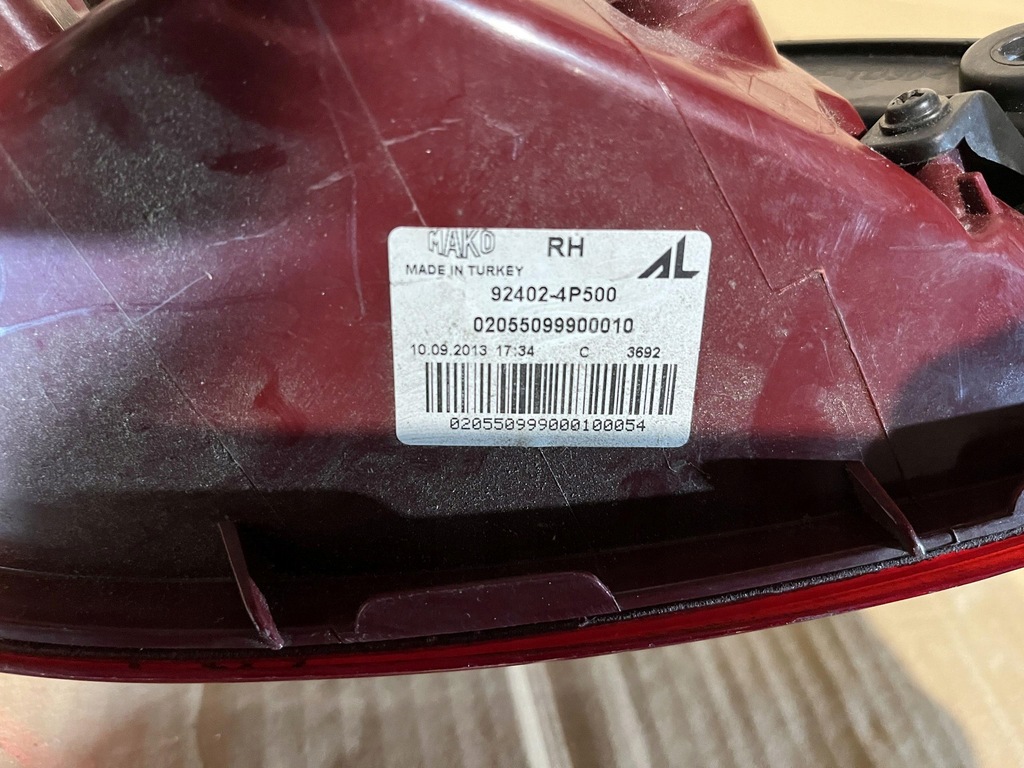 MAKO RH AL
MADE IN TURKEY
92402-4P500
02055099900010
10.09.2013 17:34 C 3692
020550999000100054